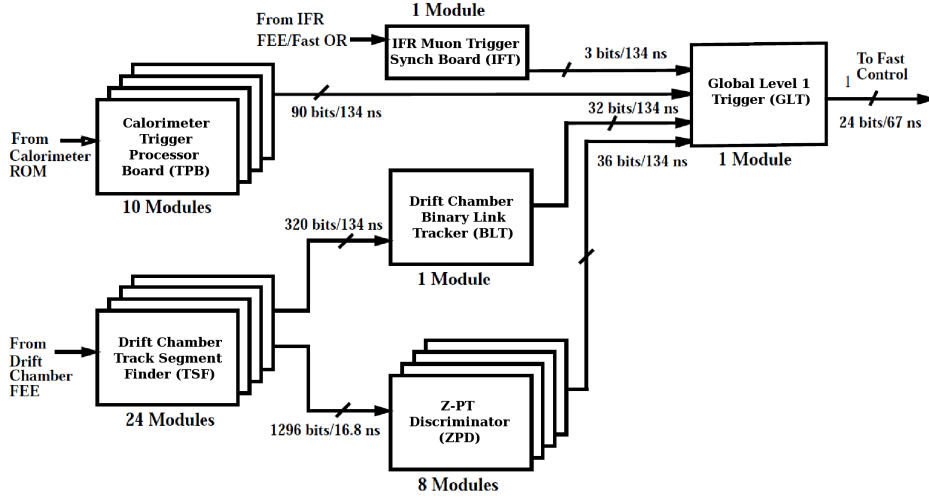 1 Module
From IFR
FEE/Fast OR
IFR Muon Trigger
Synch Board (IFT)
3 bits/134 ns
Global Level 1
Trigger (GLT)
To Fast
Control
1
24 bits/67 ns
90 bits/134 ns
32 bits/134 ns
36 bits/134 ns
1 Module
From
Calorimeter
ROM
Calorimeter
Trigger
Processor
Board (TPB)
10 Modules
320 bits/134 ns
Drift Chamber
Binary Link
Tracker (BLT)
1 Module
From
Drift
Chamber
FEE
Drift Chamber
Track Segment
Finder (TSF)
24 Modules
1296 bits/16.8 ns
Z-PT
Discriminator
(ZPD)
8 Modules